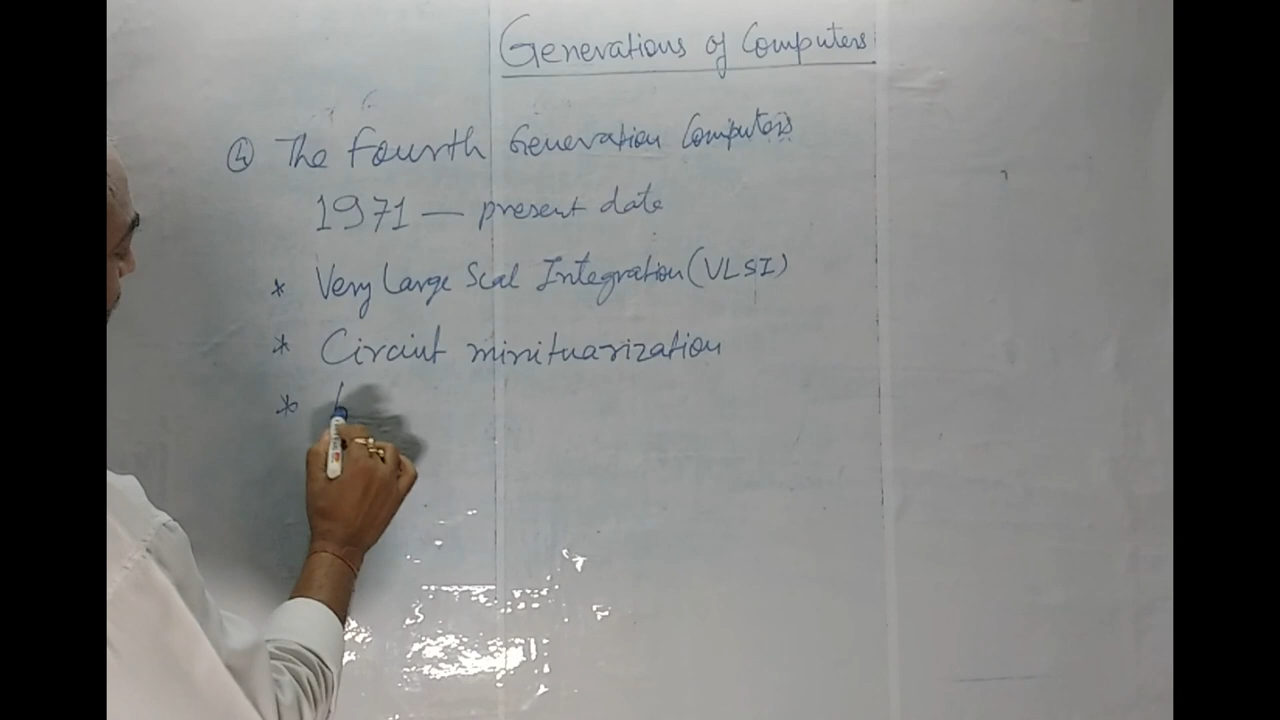 Generations of Computers
④ The Fourth Generation Computers
1971 — present date
* Very Large Scal Integration (VLSI)
* Circuit minituarization
*